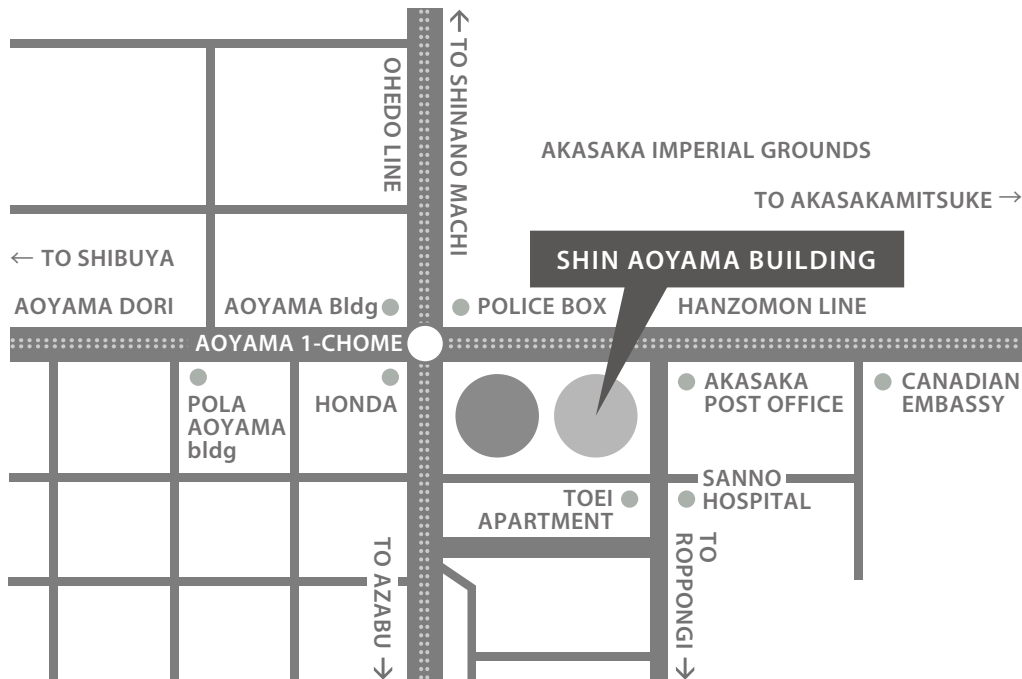 OHEDO LINE
← TO SHINANO MACHI
AKASAKA IMPERIAL GROUNDS
TO AKASAKAMITSUKE →
← TO SHIBUYA
SHIN AOYAMA BUILDING
AOYAMA DORI
AOYAMA Bldg
POLICE BOX
HANZOMON LINE
AOYAMA 1-CHOME
POLA
AOYAMA
bldg
HONDA
AKASAKA
POST OFFICE
CANADIAN
EMBASSY
SANNO
HOSPITAL
TOEI
APARTMENT
TO AZABU →
TO
ROPPONGI →